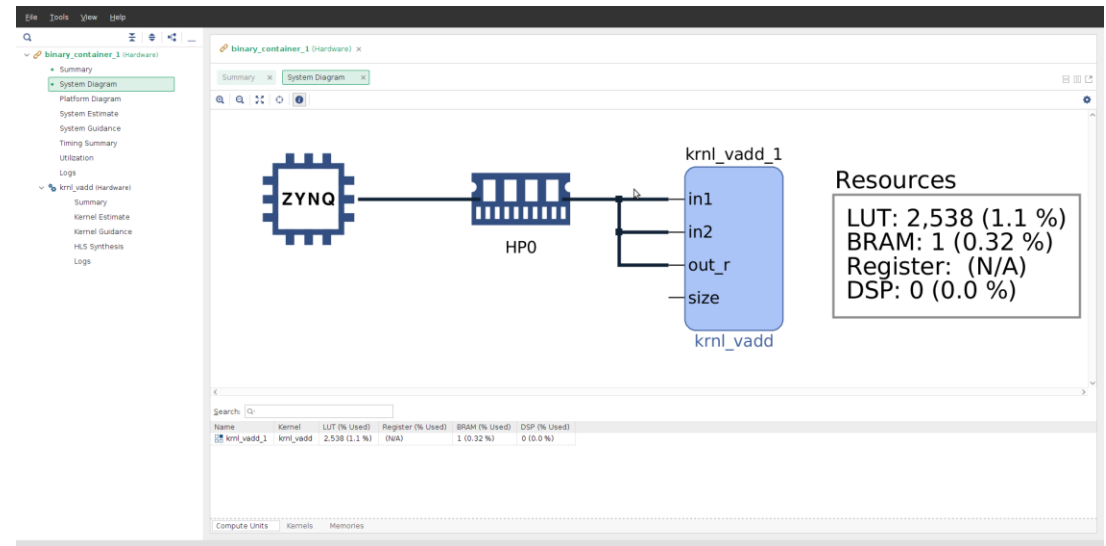 File Tools View Help
binary_container_1 (Hardware)
Summary
System Diagram
Platform Diagram
System Estimate
System Guidance
Timing Summary
Utilization
Logs
krnl_vadd (Hardware)
Summary
Kernel Estimate
Kernel Guidance
HLS Synthesis
Logs
binary_container_1 (Hardware) ×
Summary × System Diagram ×
ZYNQ
HP0
krnl_vadd_1
in1
in2
out_r
size
krnl_vadd
Resources
LUT: 2,538 (1.1 %)
BRAM: 1 (0.32 %)
Register: (N/A)
DSP: 0 (0.0 %)
Search:
Name Kernel LUT (% Used) Register (% Used) BRAM (% Used) DSP (% Used)
krnl_vadd_1 krnl_vadd 2,538 (1.1 %) (N/A) 1 (0.32 %) 0 (0.0 %)
Compute Units Kernels Memories